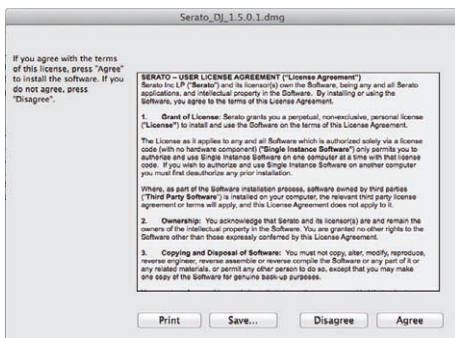 Serato_DJ_1.5.0.1.dmg
If you agree with the terms
of this license, press "Agree"
to install the software. If you
do not agree, press
"Disagree".
SERATO – USER LICENSE AGREEMENT ("License Agreement")
Serato Inc LP ("Serato") and its licensor(s) own the Software, being any and all Serato
applications, and intellectual property in the Software. By installing or using the
Software, you agree to the terms of this License Agreement.
1. Grant of License: Serato grants you a perpetual, non-exclusive, personal license
("License") to install and use the Software on the terms of this License Agreement.
The License as it applies to any and all Software which is authorized solely via a license
code (with no hardware component) ("Single Instance Software") only permits you to
authorize and use Single Instance Software on one computer at a time with that license
code. If you wish to authorize and use Single Instance Software on another computer
you must first deauthorize any prior installation.
Where, as part of the Software installation process, software owned by third parties
("Third Party Software") is installed on your computer, the relevant third party license
agreement or terms will apply, and this License Agreement does not apply to it.
2. Ownership: You acknowledge that Serato and its licensor(s) are and remain the
owners of the intellectual property in the Software. You are granted no other rights to the
Software other than those expressly conferred by this License Agreement.
3. Copying and Disposal of Software: You must not copy, alter, modify, reproduce,
reverse engineer, reverse assemble or reverse compile the Software or any part of it or
any related materials, or permit any other person to do so, except that you may make
one copy of the Software for genuine back-up purposes.
Print Save... Disagree Agree